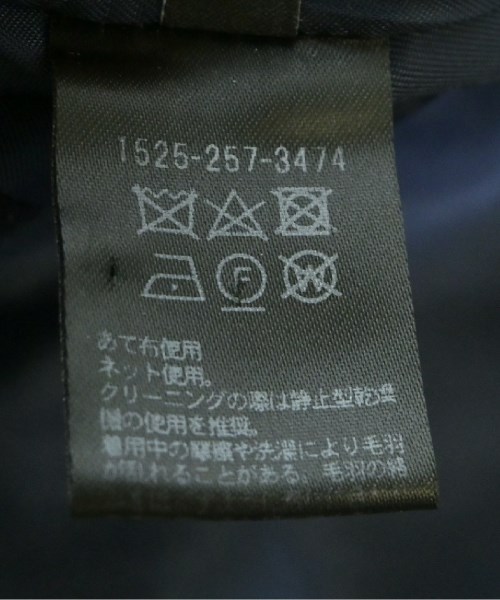 1525-257-3474
F
W
あて布使用
ネット使用。
クリーニングの際は静止型乾燥
機の使用を推奨。
着用中の摩擦や洗濯により毛羽
が切れることがある。毛羽の絡